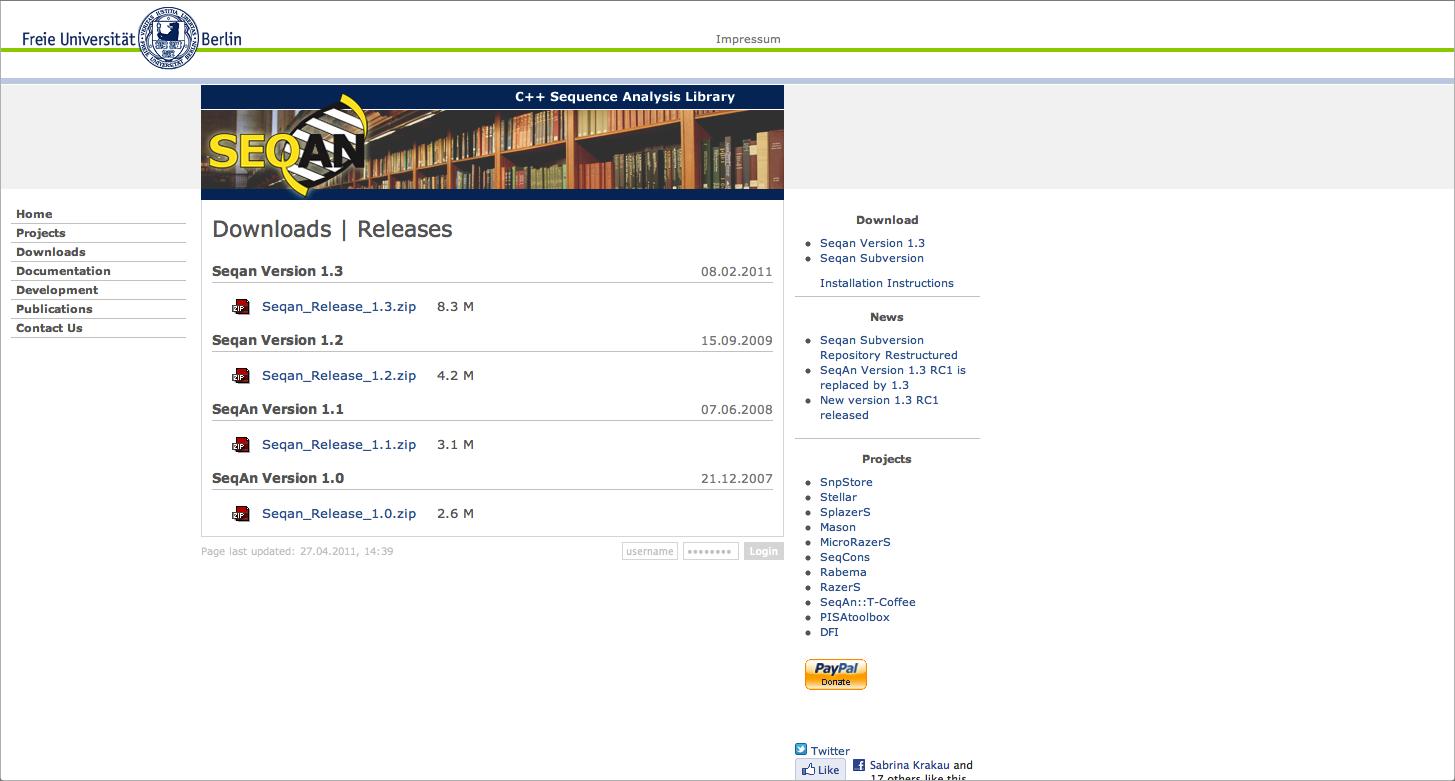 Freie Universität Berlin
Impressum
C++ Sequence Analysis Library
SEQAN
Home
Projects
Downloads
Documentation
Development
Publications
Contact Us
Downloads | Releases
Seqan Version 1.3 08.02.2011
ZIP Seqan_Release_1.3.zip 8.3 M
Seqan Version 1.2 15.09.2009
ZIP Seqan_Release_1.2.zip 4.2 M
SeqAn Version 1.1 07.06.2008
ZIP Seqan_Release_1.1.zip 3.1 M
SeqAn Version 1.0 21.12.2007
ZIP Seqan_Release_1.0.zip 2.6 M
Page last updated: 27.04.2011, 14:39
username •••••••• Login
Download
Seqan Version 1.3
Seqan Subversion
Installation Instructions
News
Seqan Subversion
Repository Restructured
SeqAn Version 1.3 RC1 is
replaced by 1.3
New version 1.3 RC1
released
Projects
SnpStore
Stellar
SplazerS
Mason
MicroRazerS
SeqCons
Rabema
RazerS
SeqAn::T-Coffee
PISAtoolbox
DFI
PayPal
Donate
Twitter
Like Sabrina Krakau and
17 others like this.